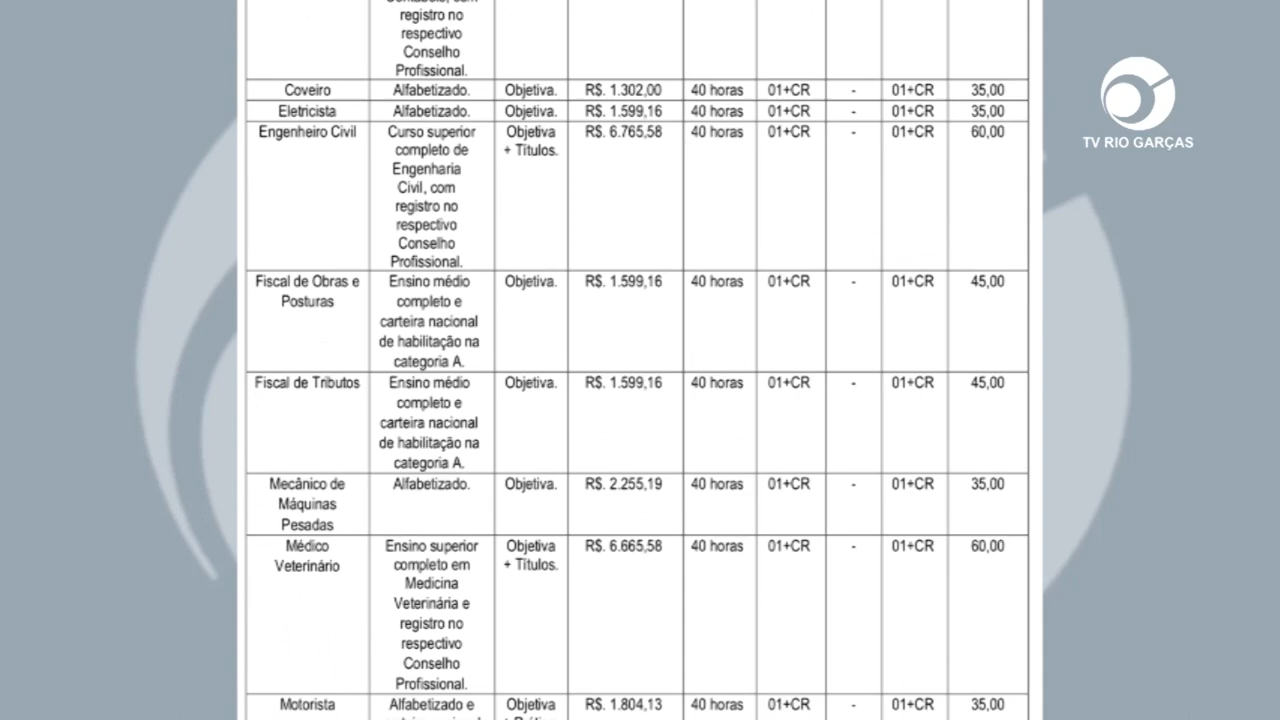 registro no
respectivo
Conselho
Profissional.
Coveiro Alfabetizado. Objetiva. R$. 1.302,00 40 horas 01+CR - 01+CR 35,00
Eletricista Alfabetizado. Objetiva. R$. 1.599,16 40 horas 01+CR - 01+CR 35,00
Engenheiro Civil Curso superior Objetiva R$. 6.765,58 40 horas 01+CR - 01+CR 60,00
completo de + Títulos.
Engenharia
Civil, com
registro no
respectivo
Conselho
Profissional.
Fiscal de Obras e Ensino médio Objetiva. R$. 1.599,16 40 horas 01+CR - 01+CR 45,00
Posturas completo e
carteira nacional
de habilitação na
categoria A.
Fiscal de Tributos Ensino médio Objetiva. R$. 1.599,16 40 horas 01+CR - 01+CR 45,00
completo e
carteira nacional
de habilitação na
categoria A.
Mecânico de Alfabetizado. Objetiva. R$. 2.255,19 40 horas 01+CR - 01+CR 35,00
Máquinas
Pesadas
Médico Ensino superior Objetiva R$. 6.665,58 40 horas 01+CR - 01+CR 60,00
Veterinário completo em + Títulos.
Medicina
Veterinária e
registro no
respectivo
Conselho
Profissional.
Motorista Alfabetizado e Objetiva R$. 1.804,13 40 horas 01+CR - 01+CR 35,00
TV RIO GARÇAS